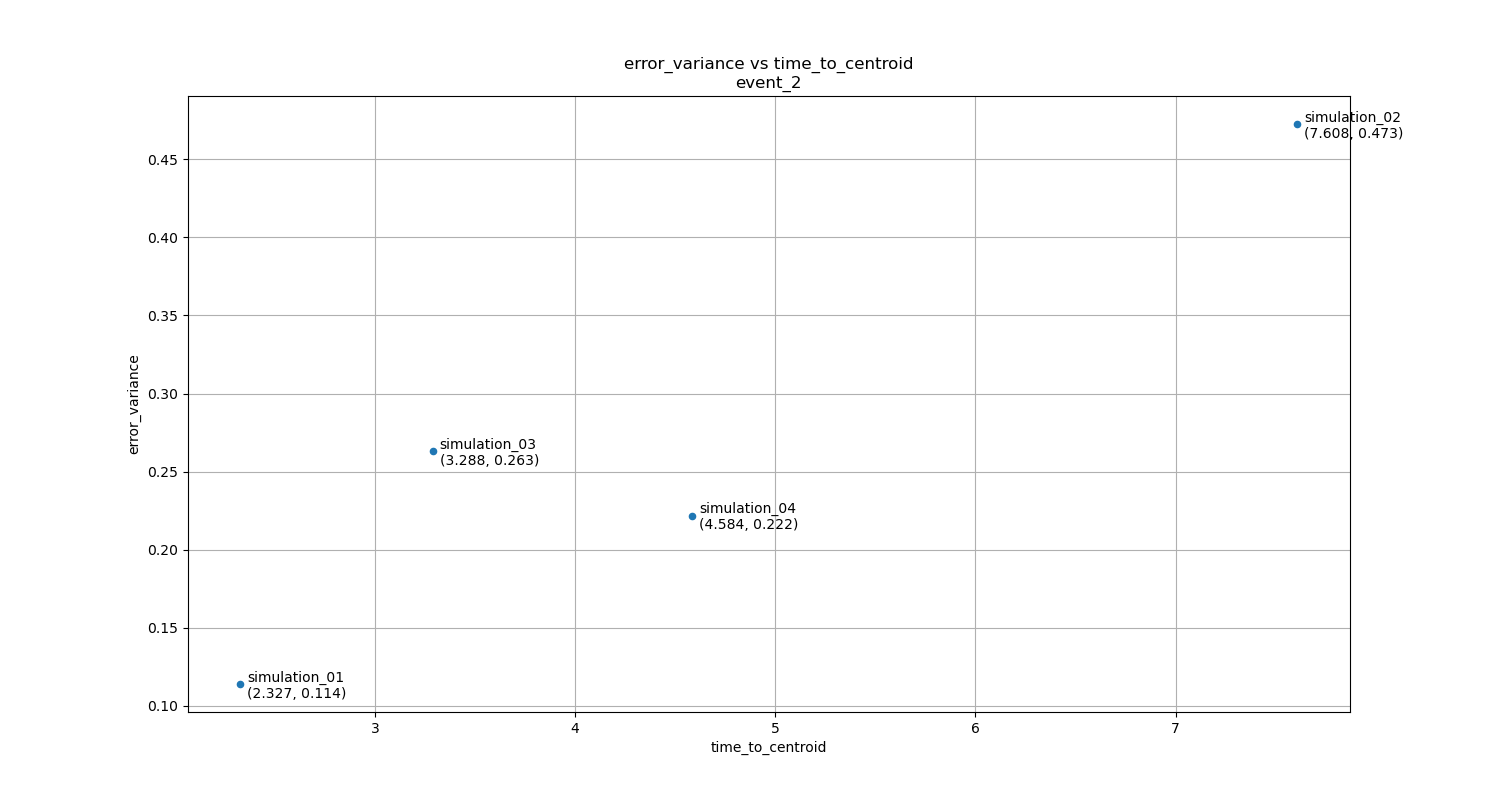 error_variance vs time_to_centroid
event_2
simulation_02
(7.608, 0.473)
0.45
0.40
0.35
0.30
error_variance
simulation_03
(3.288, 0.263)
0.25
simulation_04
(4.584, 0.222)
0.20
0.15
simulation_01
(2.327, 0.114)
0.10
3 4 5 6 7
time_to_centroid